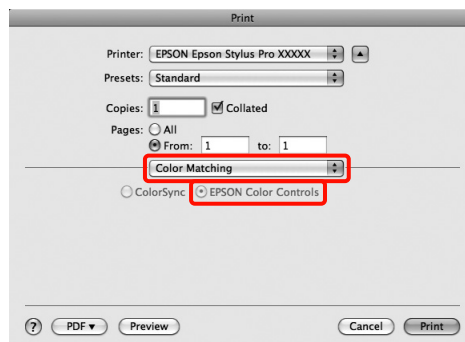 Print
Printer: EPSON Epson Stylus Pro XXXXX
Presets: Standard
Copies: 1 Collated
Pages: All
From: 1 to: 1
Color Matching
ColorSync EPSON Color Controls
? PDF Preview Cancel Print